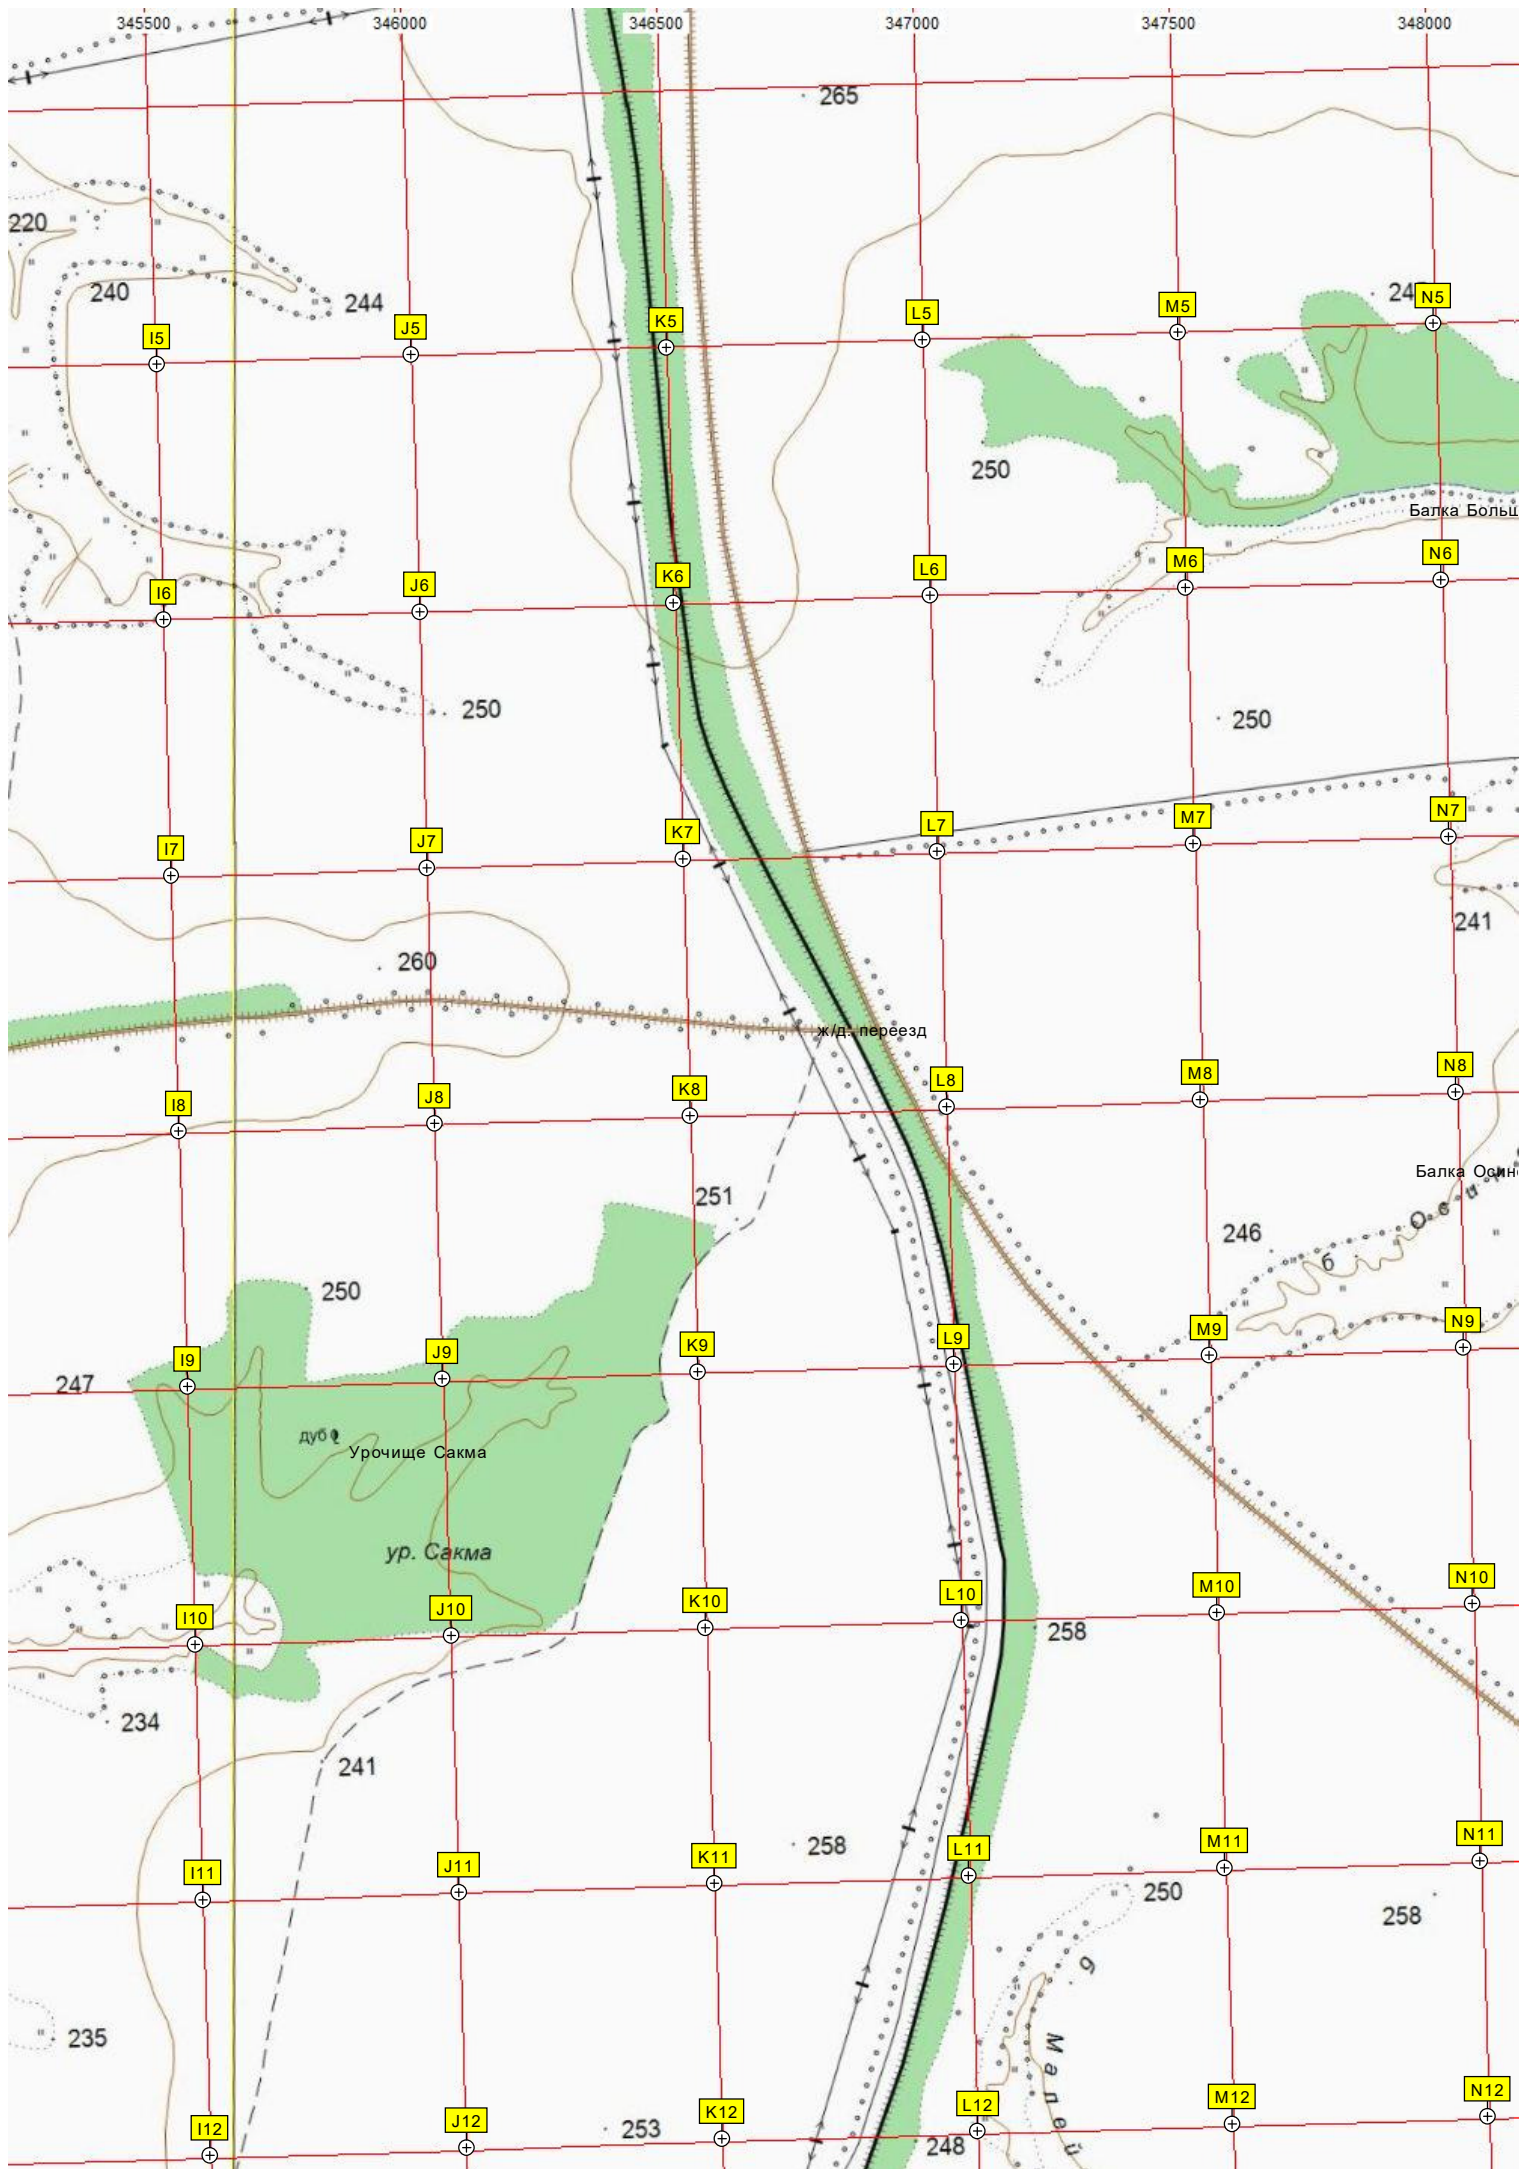 345500 346000 346500 347000 347500 348000
265
220
240
244
I5 J5 K5 L5 M5 N5
250
Балка Больш
I6 J6 K6 L6 M6 N6
250
250
I7 J7 K7 L7 M7 N7
241
260
ж/д. переезд
I8 J8 K8 L8 M8 N8
Балка Осин
251
б О с и
246
250
I9 J9 K9 L9 M9 N9
247
дуб
Урочище Сакма
ур. Сакма
I10 J10 K10 L10 M10 N10
258
234
241
258
I11 J11 K11 L11 M11 N11
250
258
235
М а л е й
I12 J12 K12 L12 M12 N12
253
248